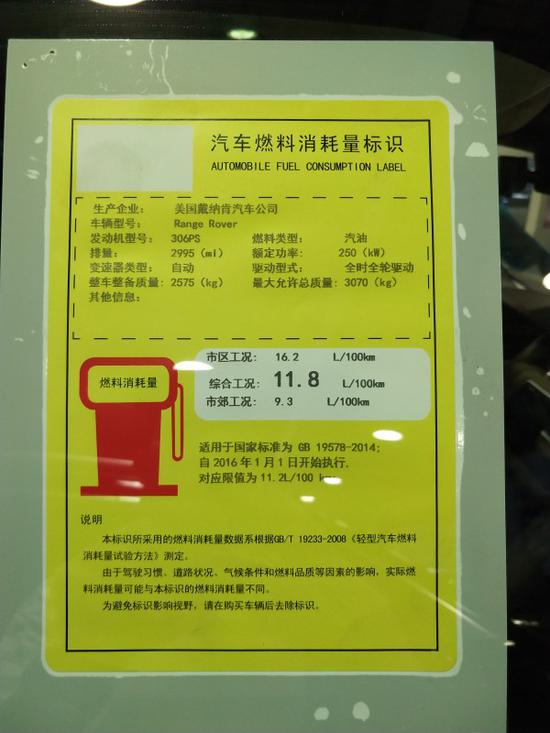 汽车燃料消耗量标识
AUTOMOBILE FUEL CONSUMPTION LABEL
生产企业： 美国戴纳肯汽车公司
车辆型号： Range Rover
发动机型号： 306PS 燃料类型： 汽油
排量： 2995 (ml) 额定功率： 250 (kW)
变速器类型： 自动 驱动型式： 全时全轮驱动
整车整备质量： 2575 (kg) 最大允许总质量： 3070 (kg)
其他信息：
燃料消耗量
市区工况： 16.2 L/100km
综合工况： 11.8 L/100km
市郊工况： 9.3 L/100km
适用于国家标准为 GB 19578-2014；
自 2016 年 1 月 1 日开始执行，
对应限值为 11.2L/100
说明
本标识所采用的燃料消耗量数据系根据GB/T 19233-2008《轻型汽车燃料
消耗量试验方法》测定。
由于驾驶习惯、道路状况、气候条件和燃料品质等因素的影响，实际燃
料消耗量可能与本标识的燃料消耗量不同。
为避免标识影响视野，请在购买车辆后去除标识。